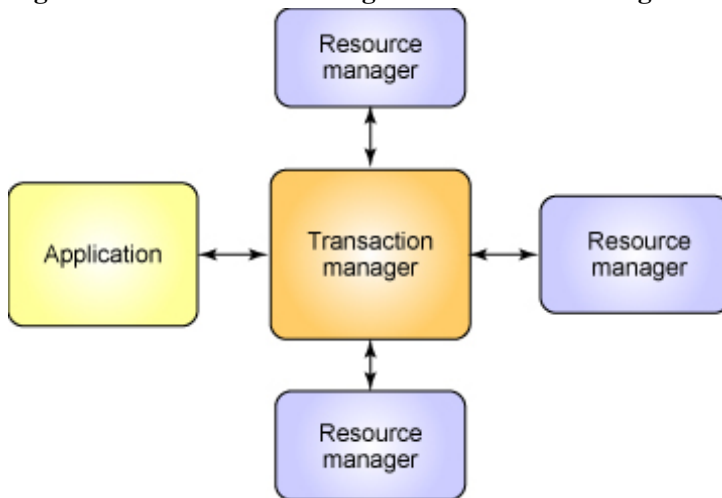 Resource
manager
Application
Transaction
manager
Resource
manager
Resource
manager